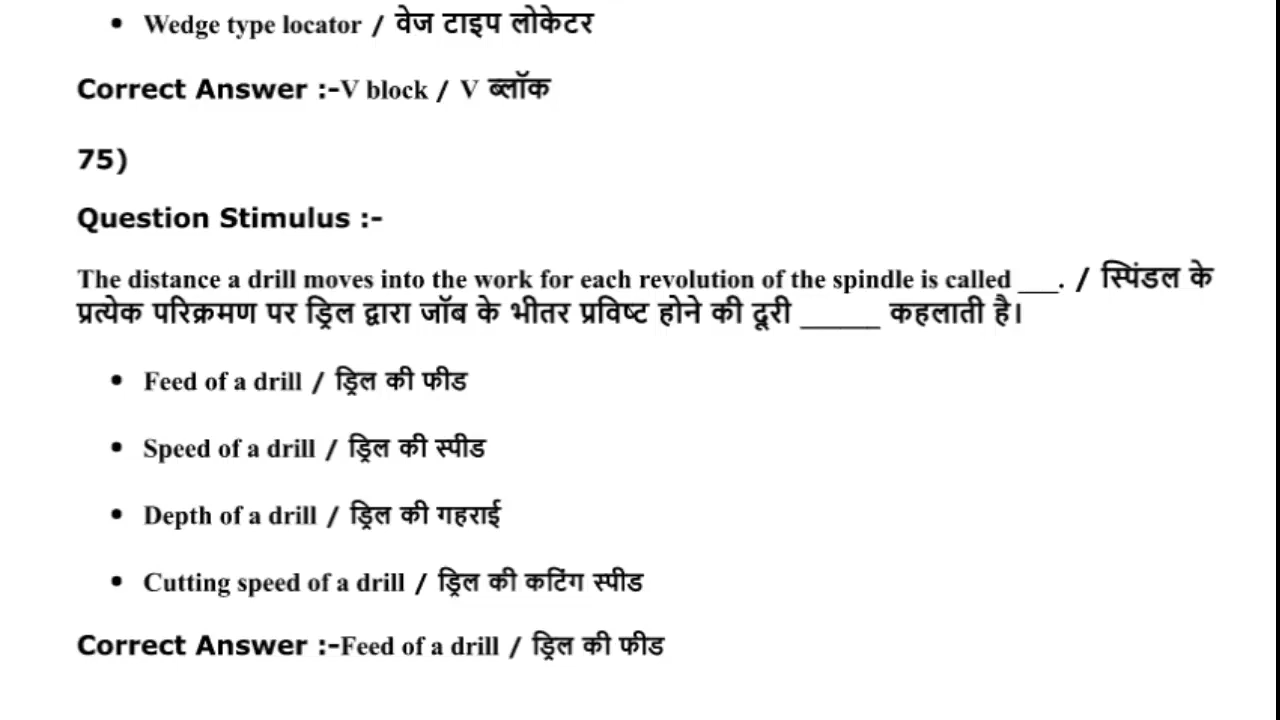 • Wedge type locator / वेज टाइप लोकेटर
Correct Answer :-V block / V ब्लॉक
75)
Question Stimulus :-
The distance a drill moves into the work for each revolution of the spindle is called ___. / स्पिंडल के
प्रत्येक परिक्रमण पर ड्रिल द्वारा जॉब के भीतर प्रविष्ट होने की दूरी _____ कहलाती है।
• Feed of a drill / ड्रिल की फीड
• Speed of a drill / ड्रिल की स्पीड
• Depth of a drill / ड्रिल की गहराई
• Cutting speed of a drill / ड्रिल की कटिंग स्पीड
Correct Answer :-Feed of a drill / ड्रिल की फीड